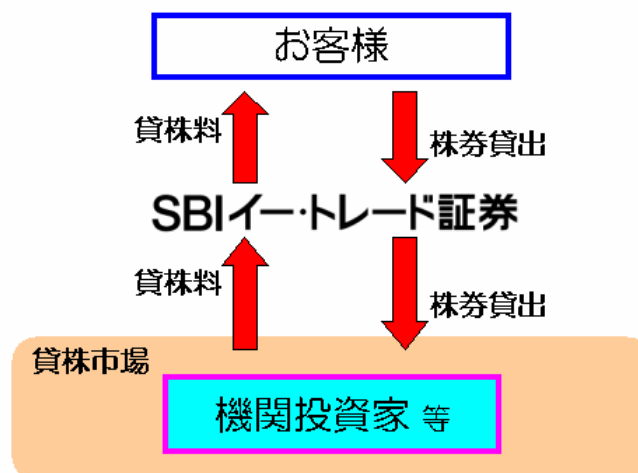 お客様
貸株料
株券貸出
SBIイー・トレード証券
貸株料
株券貸出
貸株市場
機関投資家 等